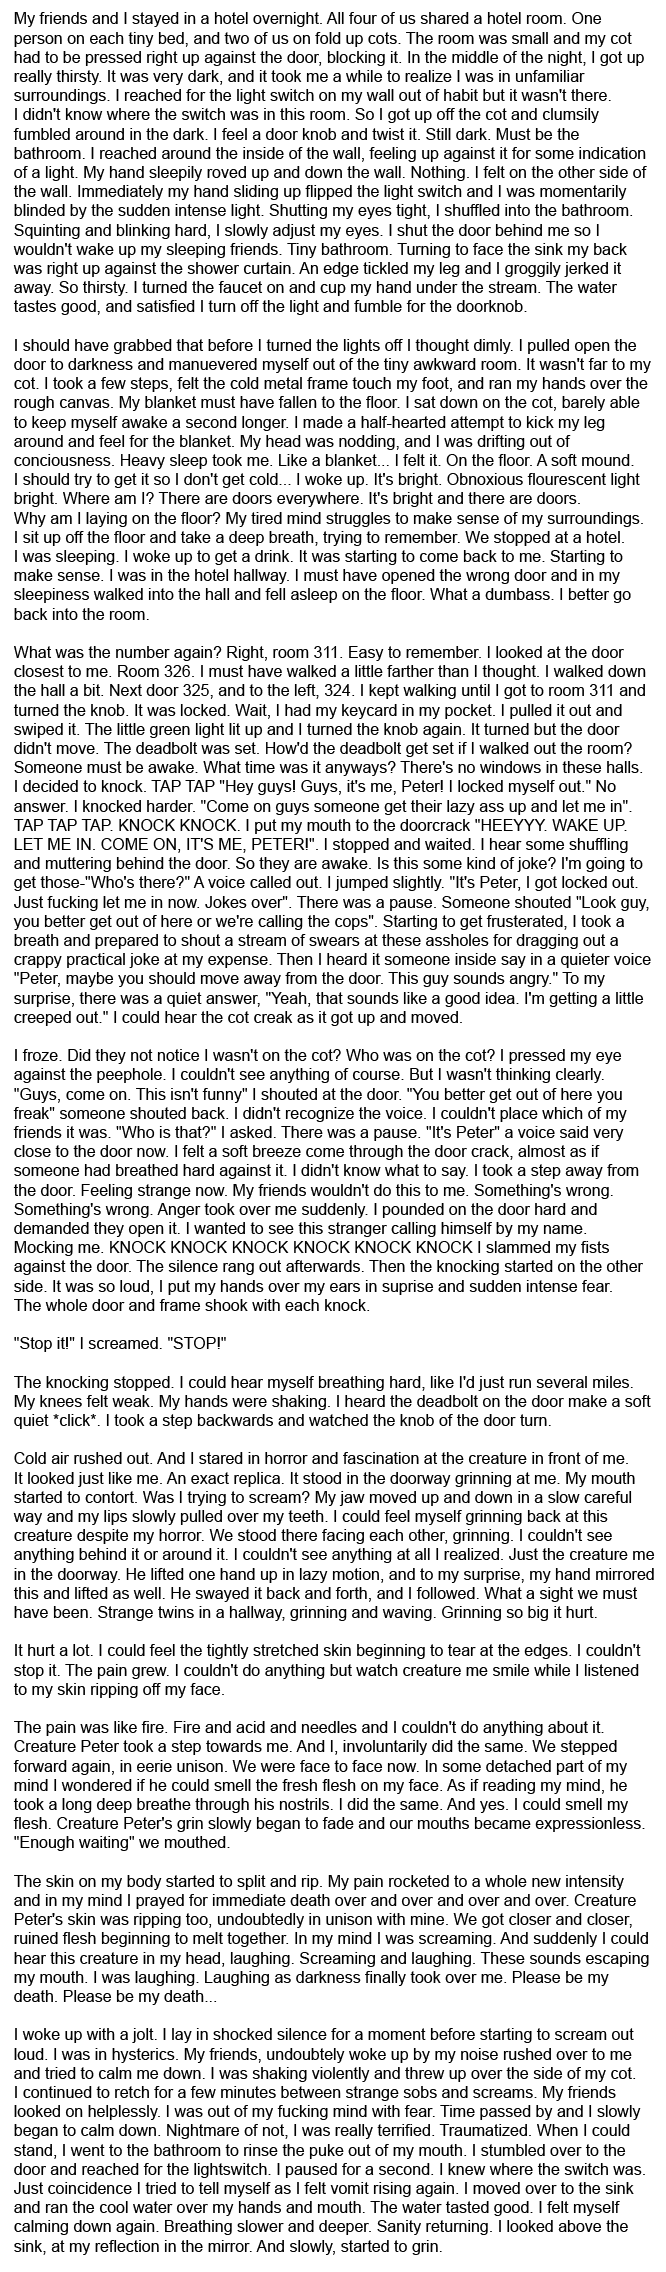 My friends and I stayed in a hotel overnight. All four of us shared a hotel room. One
person on each tiny bed, and two of us on fold up cots. The room was small and my cot
had to be pressed right up against the door, blocking it. In the middle of the night, I got up
really thirsty. It was very dark, and it took me a while to realize I was in unfamiliar
surroundings. I reached for the light switch on my wall out of habit but it wasn't there.
I didn't know where the switch was in this room. So I got up off the cot and clumsily
fumbled around in the dark. I feel a door knob and twist it. Still dark. Must be the
bathroom. I reached around the inside of the wall, feeling up against it for some indication
of a light. My hand sleepily roved up and down the wall. Nothing. I felt on the other side of
the wall. Immediately my hand sliding up flipped the light switch and I was momentarily
blinded by the sudden intense light. Shutting my eyes tight, I shuffled into the bathroom.
Squinting and blinking hard, I slowly adjust my eyes. I shut the door behind me so I
wouldn't wake up my sleeping friends. Tiny bathroom. Turning to face the sink my back
was right up against the shower curtain. An edge tickled my leg and I groggily jerked it
away. So thirsty. I turned the faucet on and cup my hand under the stream. The water
tastes good, and satisfied I turn off the light and fumble for the doorknob.

I should have grabbed that before I turned the lights off I thought dimly. I pulled open the
door to darkness and manuevered myself out of the tiny awkward room. It wasn't far to my
cot. I took a few steps, felt the cold metal frame touch my foot, and ran my hands over the
rough canvas. My blanket must have fallen to the floor. I sat down on the cot, barely able
to keep myself awake a second longer. I made a half-hearted attempt to kick my leg
around and feel for the blanket. My head was nodding, and I was drifting out of
conciousness. Heavy sleep took me. Like a blanket... I felt it. On the floor. A soft mound.
I should try to get it so I don't get cold... I woke up. It's bright. Obnoxious flourescent light
bright. Where am I? There are doors everywhere. It's bright and there are doors.
Why am I laying on the floor? My tired mind struggles to make sense of my surroundings.
I sit up off the floor and take a deep breath, trying to remember. We stopped at a hotel.
I was sleeping. I woke up to get a drink. It was starting to come back to me. Starting to
make sense. I was in the hotel hallway. I must have opened the wrong door and in my
sleepiness walked into the hall and fell asleep on the floor. What a dumbass. I better go
back into the room.

What was the number again? Right, room 311. Easy to remember. I looked at the door
closest to me. Room 326. I must have walked a little farther than I thought. I walked down
the hall a bit. Next door 325, and to the left, 324. I kept walking until I got to room 311 and
turned the knob. It was locked. Wait, I had my keycard in my pocket. I pulled it out and
swiped it. The little green light lit up and I turned the knob again. It turned but the door
didn't move. The deadbolt was set. How'd the deadbolt get set if I walked out the room?
Someone must be awake. What time was it anyways? There's no windows in these halls.
I decided to knock. TAP TAP "Hey guys! Guys, it's me, Peter! I locked myself out." No
answer. I knocked harder. "Come on guys someone get their lazy ass up and let me in".
TAP TAP TAP. KNOCK KNOCK. I put my mouth to the doorcrack "HEEYYY. WAKE UP.
LET ME IN. COME ON, IT'S ME, PETER!". I stopped and waited. I hear some shuffling
and muttering behind the door. So they are awake. Is this some kind of joke? I'm going to
get those-"Who's there?" A voice called out. I jumped slightly. "It's Peter, I got locked out.
Just fucking let me in now. Jokes over". There was a pause. Someone shouted "Look guy,
you better get out of here or we're calling the cops". Starting to get frusterated, I took a
breath and prepared to shout a stream of swears at these assholes for dragging out a
crappy practical joke at my expense. Then I heard it someone inside say in a quieter voice
"Peter, maybe you should move away from the door. This guy sounds angry." To my
surprise, there was a quiet answer, "Yeah, that sounds like a good idea. I'm getting a little
creeped out." I could hear the cot creak as it got up and moved.

I froze. Did they not notice I wasn't on the cot? Who was on the cot? I pressed my eye
against the peephole. I couldn't see anything of course. But I wasn't thinking clearly.
"Guys, come on. This isn't funny" I shouted at the door. "You better get out of here you
freak" someone shouted back. I didn't recognize the voice. I couldn't place which of my
friends it was. "Who is that?" I asked. There was a pause. "It's Peter" a voice said very
close to the door now. I felt a soft breeze come through the door crack, almost as if
someone had breathed hard against it. I didn't know what to say. I took a step away from
the door. Feeling strange now. My friends wouldn't do this to me. Something's wrong.
Something's wrong. Anger took over me suddenly. I pounded on the door hard and
demanded they open it. I wanted to see this stranger calling himself by my name.
Mocking me. KNOCK KNOCK KNOCK KNOCK KNOCK KNOCK I slammed my fists
against the door. The silence rang out afterwards. Then the knocking started on the other
side. It was so loud, I put my hands over my ears in suprise and sudden intense fear.
The whole door and frame shook with each knock.

"Stop it!" I screamed. "STOP!"

The knocking stopped. I could hear myself breathing hard, like I'd just run several miles.
My knees felt weak. My hands were shaking. I heard the deadbolt on the door make a soft
quiet *click*. I took a step backwards and watched the knob of the door turn.

Cold air rushed out. And I stared in horror and fascination at the creature in front of me.
It looked just like me. An exact replica. It stood in the doorway grinning at me. My mouth
started to contort. Was I trying to scream? My jaw moved up and down in a slow careful
way and my lips slowly pulled over my teeth. I could feel myself grinning back at this
creature despite my horror. We stood there facing each other, grinning. I couldn't see
anything behind it or around it. I couldn't see anything at all I realized. Just the creature me
in the doorway. He lifted one hand up in lazy motion, and to my surprise, my hand mirrored
this and lifted as well. He swayed it back and forth, and I followed. What a sight we must
have been. Strange twins in a hallway, grinning and waving. Grinning so big it hurt.

It hurt a lot. I could feel the tightly stretched skin beginning to tear at the edges. I couldn't
stop it. The pain grew. I couldn't do anything but watch creature me smile while I listened
to my skin ripping off my face.

The pain was like fire. Fire and acid and needles and I couldn't do anything about it.
Creature Peter took a step towards me. And I, involuntarily did the same. We stepped
forward again, in eerie unison. We were face to face now. In some detached part of my
mind I wondered if he could smell the fresh flesh on my face. As if reading my mind, he
took a long deep breathe through his nostrils. I did the same. And yes. I could smell my
flesh. Creature Peter's grin slowly began to fade and our mouths became expressionless.
"Enough waiting" we mouthed.

The skin on my body started to split and rip. My pain rocketed to a whole new intensity
and in my mind I prayed for immediate death over and over and over and over. Creature
Peter's skin was ripping too, undoubtedly in unison with mine. We got closer and closer,
ruined flesh beginning to melt together. In my mind I was screaming. And suddenly I could
hear this creature in my head, laughing. Screaming and laughing. These sounds escaping
my mouth. I was laughing. Laughing as darkness finally took over me. Please be my
death. Please be my death...

I woke up with a jolt. I lay in shocked silence for a moment before starting to scream out
loud. I was in hysterics. My friends, undoubtely woke up by my noise rushed over to me
and tried to calm me down. I was shaking violently and threw up over the side of my cot.
I continued to retch for a few minutes between strange sobs and screams. My friends
looked on helplessly. I was out of my fucking mind with fear. Time passed by and I slowly
began to calm down. Nightmare of not, I was really terrified. Traumatized. When I could
stand, I went to the bathroom to rinse the puke out of my mouth. I stumbled over to the
door and reached for the lightswitch. I paused for a second. I knew where the switch was.
Just coincidence I tried to tell myself as I felt vomit rising again. I moved over to the sink
and ran the cool water over my hands and mouth. The water tasted good. I felt myself
calming down again. Breathing slower and deeper. Sanity returning. I looked above the
sink, at my reflection in the mirror. And slowly, started to grin.